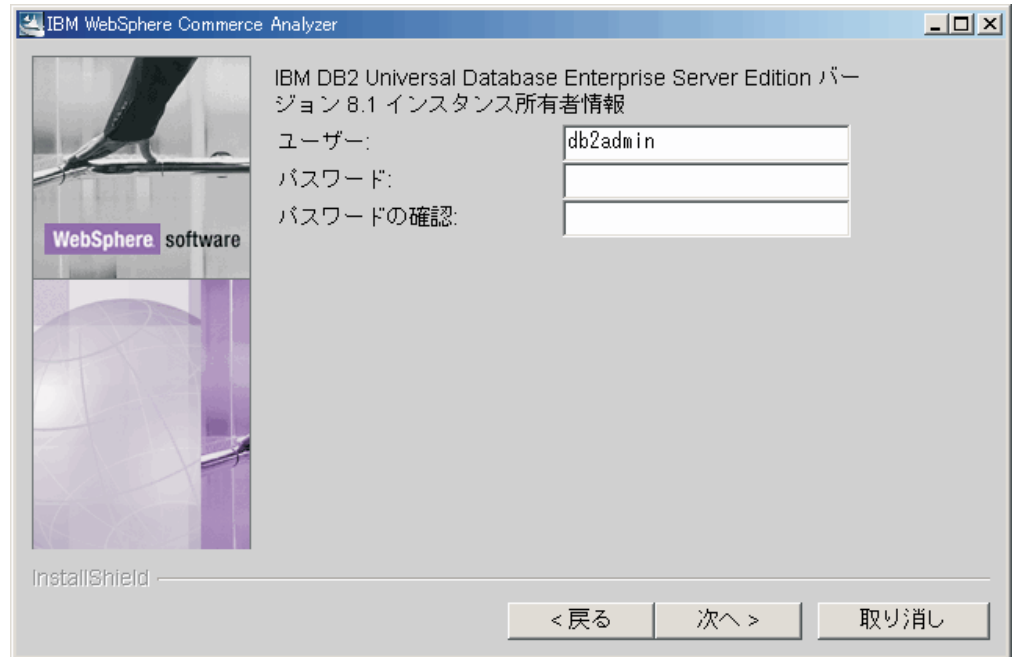 IBM WebSphere Commerce Analyzer
IBM DB2 Universal Database Enterprise Server Edition バー
ジョン 8.1 インスタンス所有者情報
ユーザー: db2admin
パスワード:
パスワードの確認:
WebSphere software
InstallShield
< 戻る 次へ > 取り消し